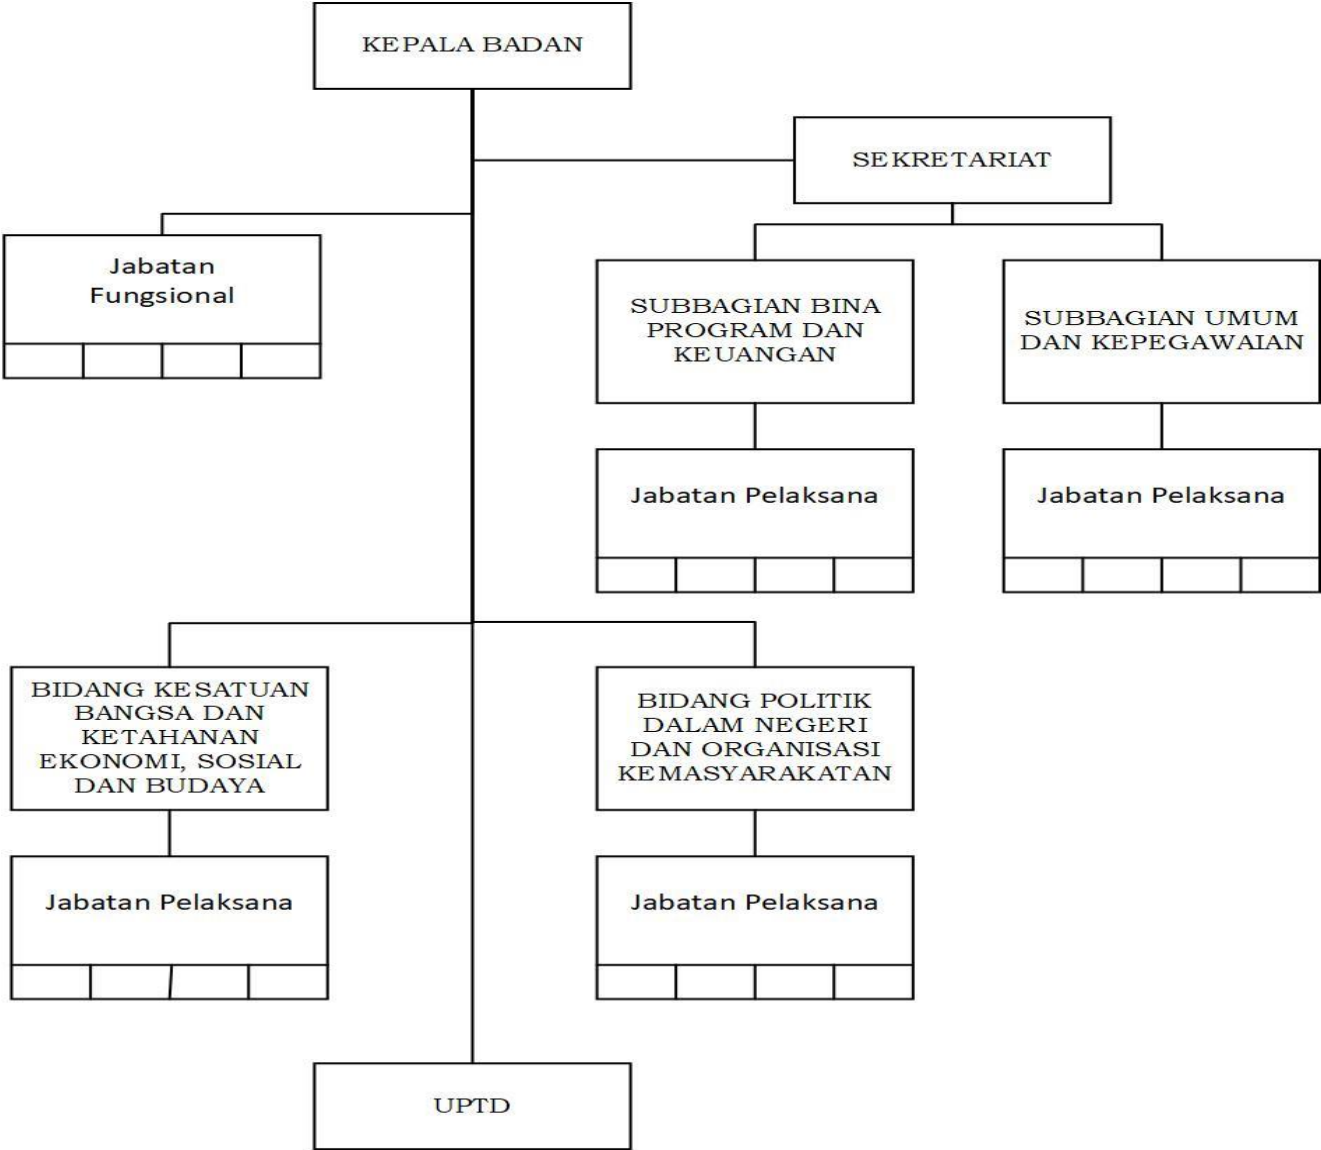 KEPALA BADAN
SEKRETARIAT
Jabatan
Fungsional
SUBBAGIAN BINA
PROGRAM DAN
KEUANGAN
SUBBAGIAN UMUM
DAN KEPEGAWAIAN
Jabatan Pelaksana
Jabatan Pelaksana
BIDANG KESATUAN
BANGSA DAN
KETAHANAN
EKONOMI, SOSIAL
DAN BUDAYA
BIDANG POLITIK
DALAM NEGERI
DAN ORGANISASI
KEMASYARAKATAN
Jabatan Pelaksana
Jabatan Pelaksana
UPTD